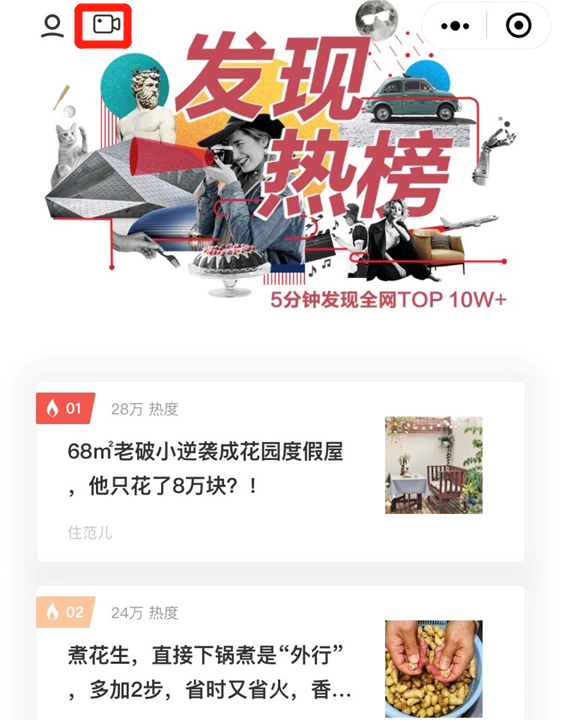 发现
热榜
5分钟发现全网TOP 10W+
01 28万 热度
68㎡老破小逆袭成花园度假屋
，他只花了8万块？！
住范儿
02 24万 热度
煮花生，直接下锅煮是“外行”
，多加2步，省时又省火，香...